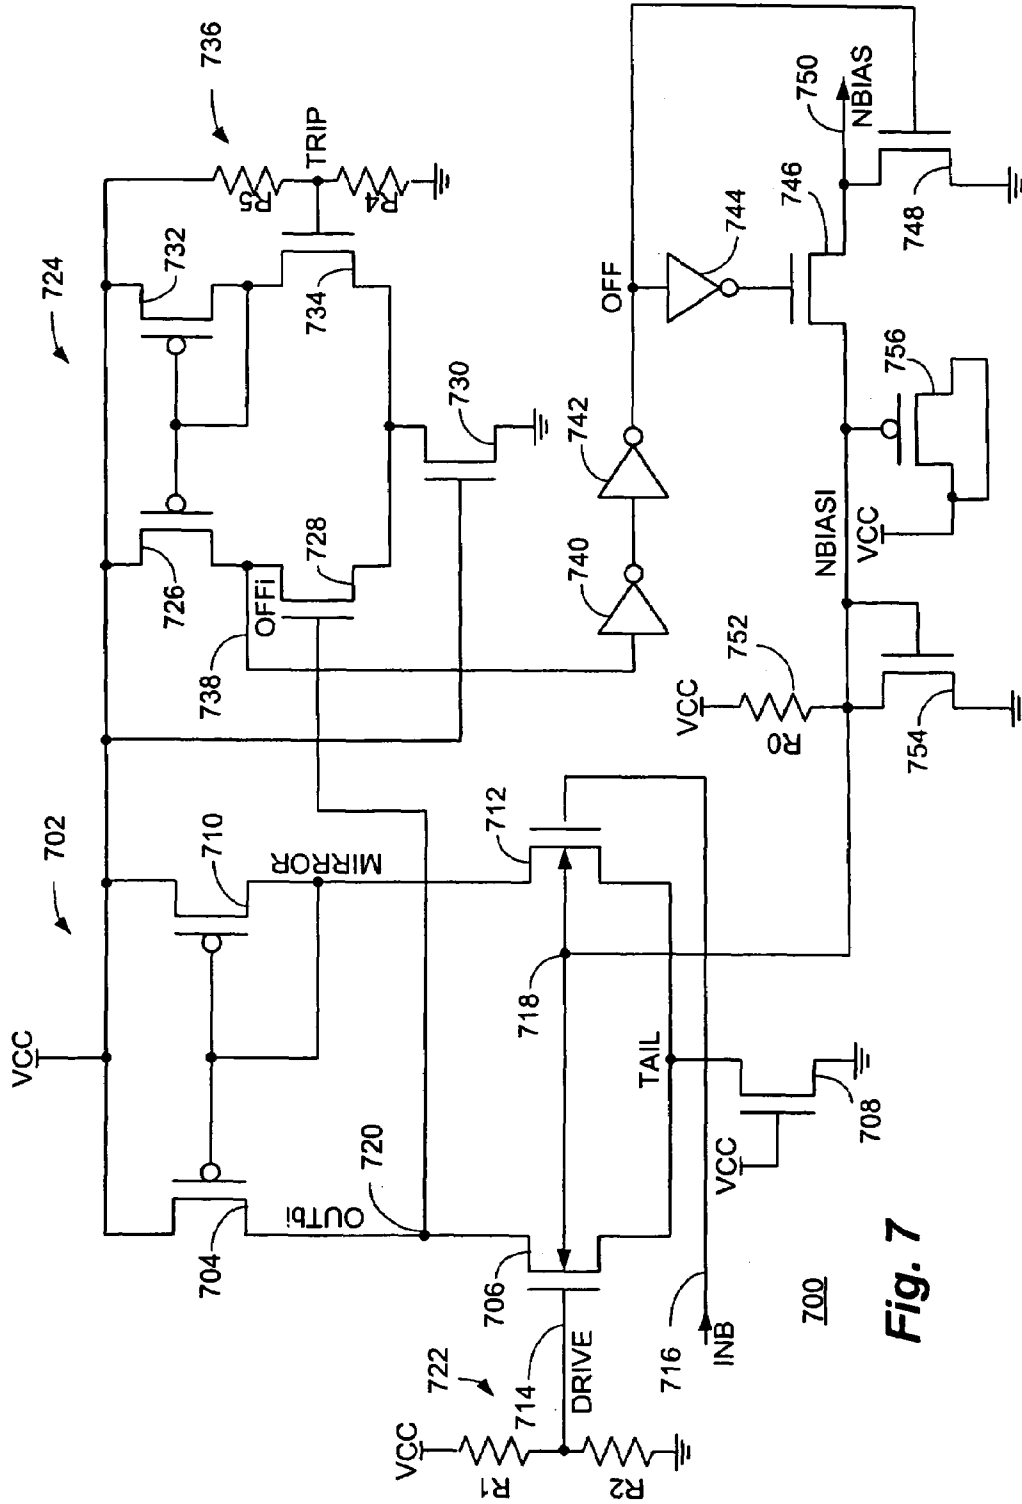 736
TRIP
R5
R4
732
734
724
726
728
730
OFFi
738
702
710
MIRROR
712
VCC
704
OUTbi
720
706
718
TAIL
VCC
708
722
VCC
714
DRIVE
716
INB
R1
R2
740
742
OFF
744
746
750
NBIAS
748
756
VCC
NBIASI
752
VCC
R0
754
700
Fig. 7